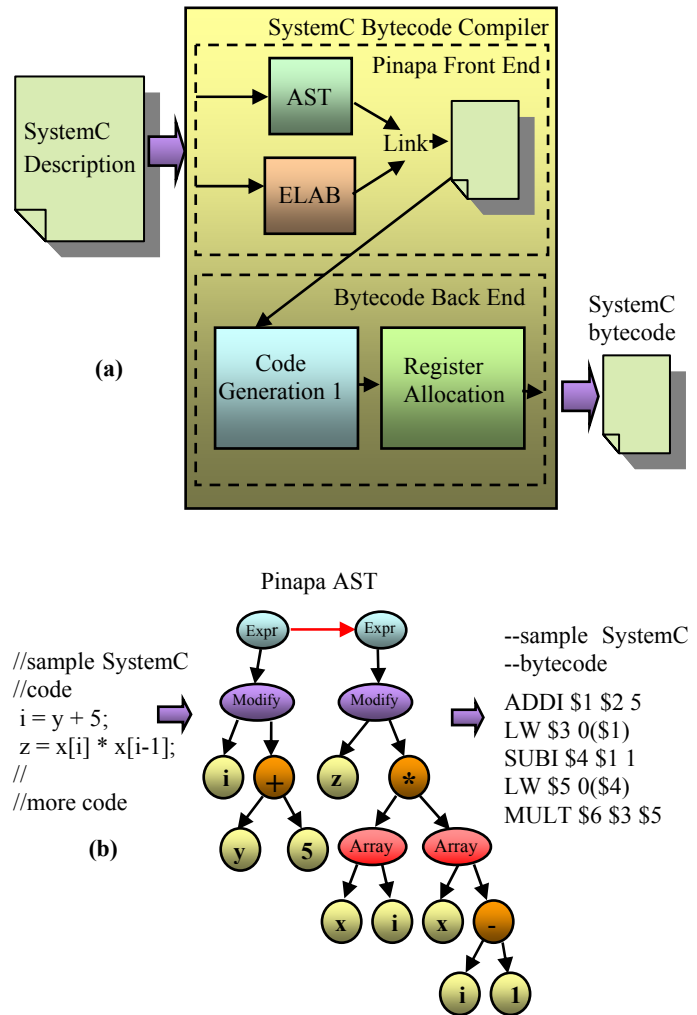 SystemC Bytecode Compiler
Pinapa Front End
AST
SystemC
Description
Link
ELAB
Bytecode Back End
SystemC
bytecode
Code
Generation 1
Register
Allocation
(a)
Pinapa AST
Expr
Expr
--sample SystemC
--bytecode
//sample SystemC
//code
i = y + 5;
z = x[i] * x[i-1];
//
//more code
Modify
Modify
ADDI $1 $2 5
LW $3 0($1)
SUBI $4 $1 1
LW $5 0($4)
MULT $6 $3 $5
i
+
z
*
(b)
y
5
Array
Array
x
i
x
-
i
1